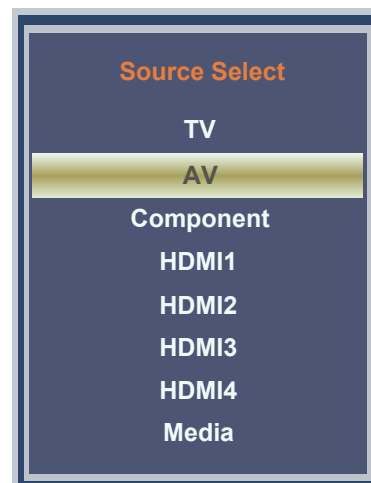 Source Select
TV
AV
Component
HDMI1
HDMI2
HDMI3
HDMI4
Media